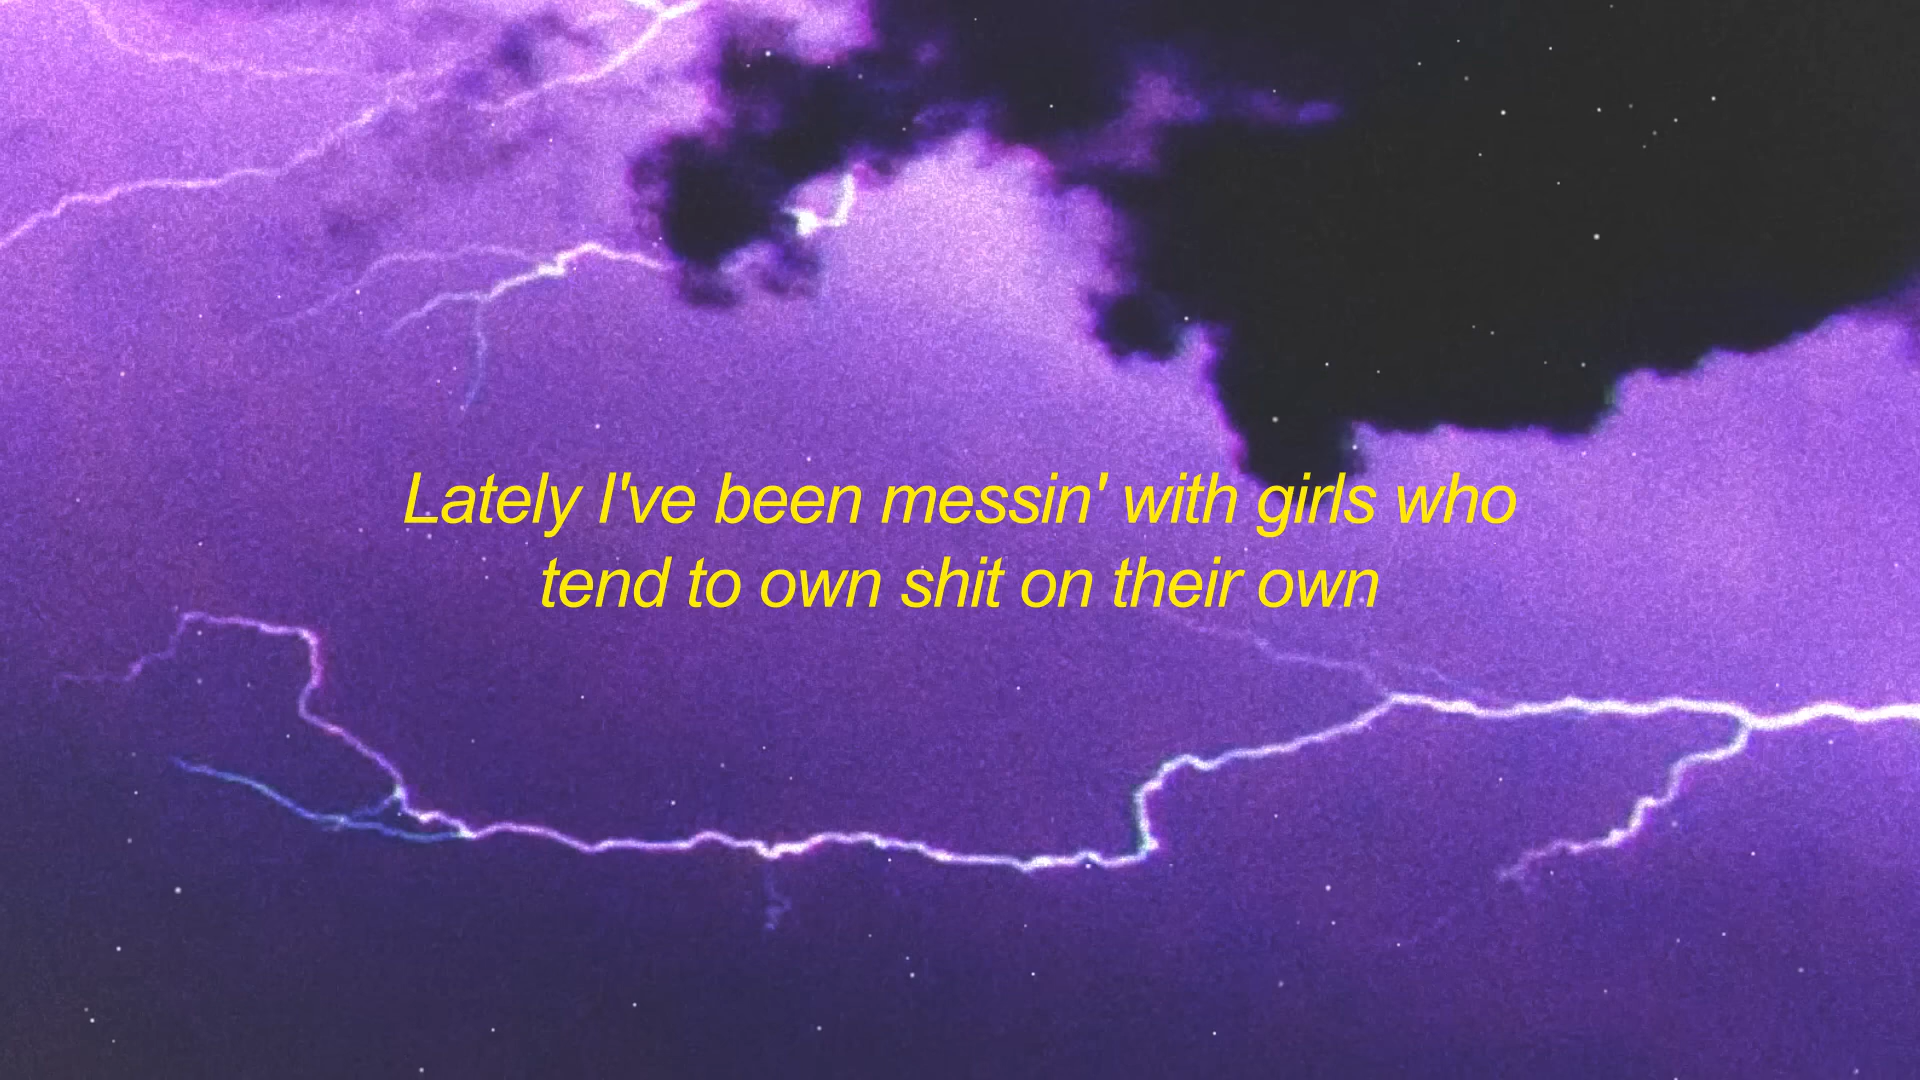 Lately I've been messin' with girls who
tend to own shit on their own